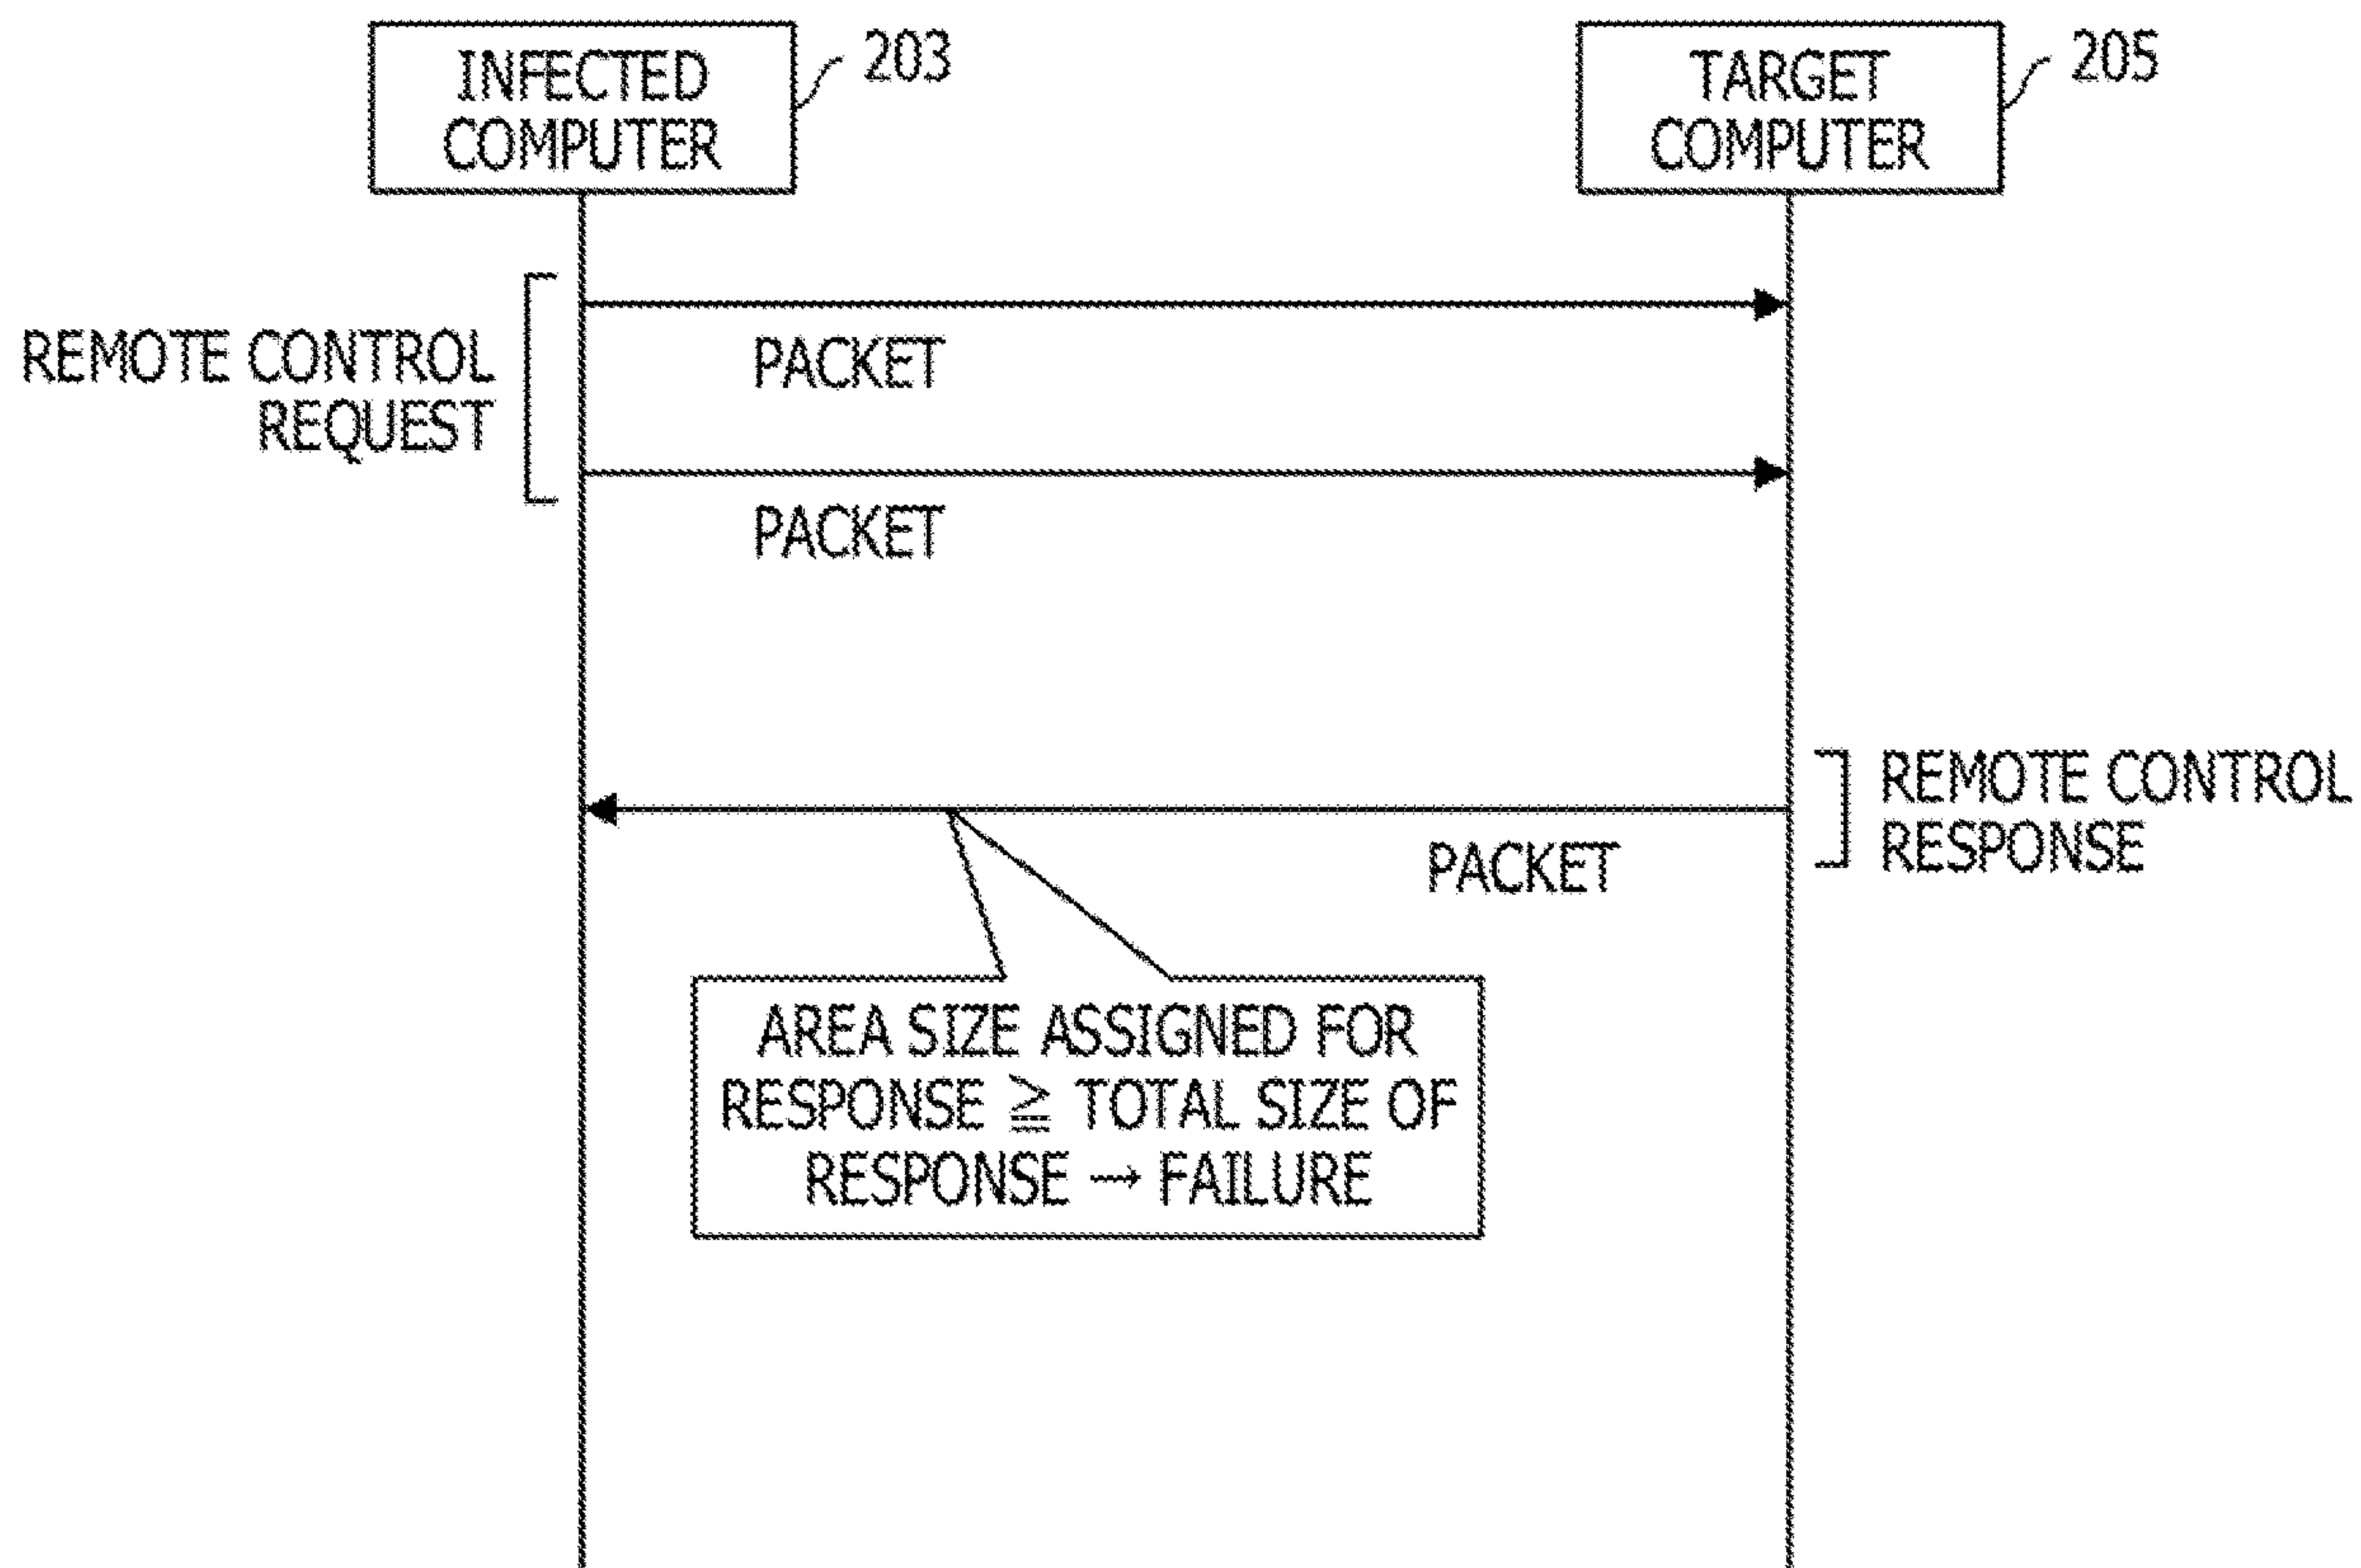 INFECTED
COMPUTER
203
TARGET
COMPUTER
205
REMOTE CONTROL
REQUEST
PACKET
PACKET
REMOTE CONTROL
RESPONSE
PACKET
AREA SIZE ASSIGNED FOR
RESPONSE ≧ TOTAL SIZE OF
RESPONSE → FAILURE